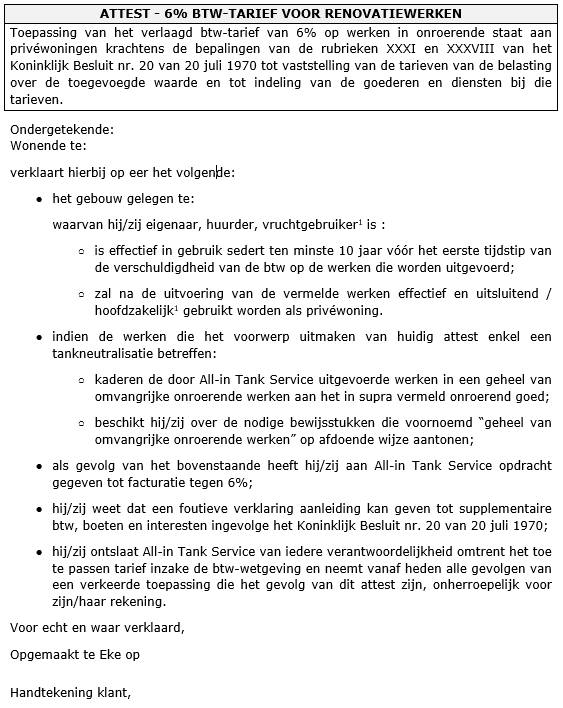 ATTEST - 6% BTW-TARIEF VOOR RENOVATIEWERKEN
Toepassing van het verlaagd btw-tarief van 6% op werken in onroerende staat aan
privéwoningen krachtens de bepalingen van de rubrieken XXXI en XXXVIII van het
Koninklijk Besluit nr. 20 van 20 juli 1970 tot vaststelling van de tarieven van de belasting
over de toegevoegde waarde en tot indeling van de goederen en diensten bij die
tarieven.
Ondergetekende:
Wonende te:
verklaart hierbij op eer het volgende:
• het gebouw gelegen te:
waarvan hij/zij eigenaar, huurder, vruchtgebruiker¹ is :
○ is effectief in gebruik sedert ten minste 10 jaar vóór het eerste tijdstip van
de verschuldigdheid van de btw op de werken die worden uitgevoerd;
○ zal na de uitvoering van de vermelde werken effectief en uitsluitend /
hoofdzakelijk¹ gebruikt worden als privéwoning.
• indien de werken die het voorwerp uitmaken van huidig attest enkel een
tankneutralisatie betreffen:
○ kaderen de door All-in Tank Service uitgevoerde werken in een geheel van
omvangrijke onroerende werken aan het in supra vermeld onroerend goed;
○ beschikt hij/zij over de nodige bewijsstukken die voornoemd “geheel van
omvangrijke onroerende werken” op afdoende wijze aantonen;
• als gevolg van het bovenstaande heeft hij/zij aan All-in Tank Service opdracht
gegeven tot facturatie tegen 6%;
• hij/zij weet dat een foutieve verklaring aanleiding kan geven tot supplementaire
btw, boeten en interesten ingevolge het Koninklijk Besluit nr. 20 van 20 juli 1970;
• hij/zij ontslaat All-in Tank Service van iedere verantwoordelijkheid omtrent het toe
te passen tarief inzake de btw-wetgeving en neemt vanaf heden alle gevolgen van
een verkeerde toepassing die het gevolg van dit attest zijn, onherroepelijk voor
zijn/haar rekening.
Voor echt en waar verklaard,
Opgemaakt te Eke op
Handtekening klant,